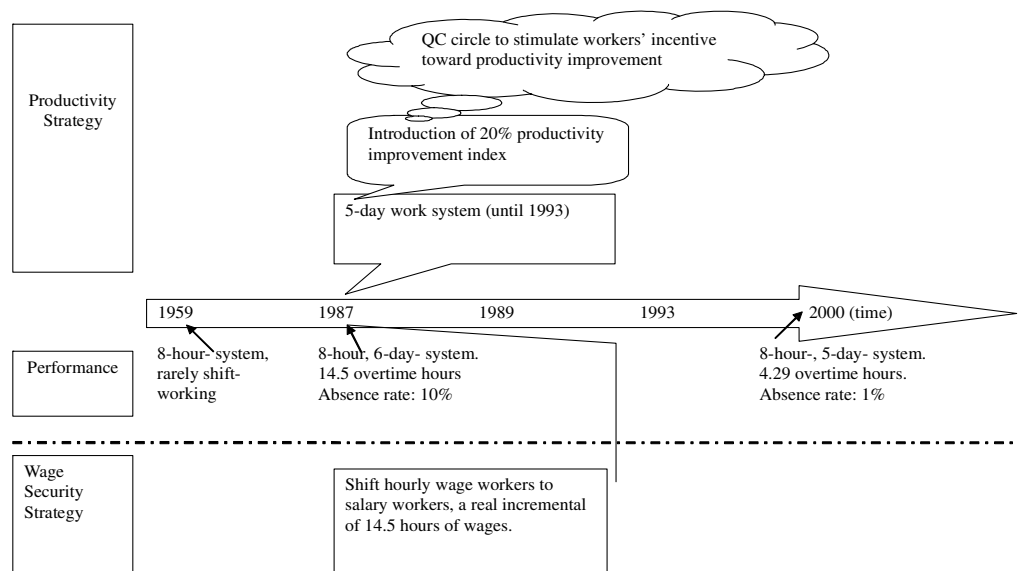 QC circle to stimulate workers' incentive
toward productivity improvement
Productivity
Strategy
Introduction of 20% productivity
improvement index
5-day work system (until 1993)
1959
1987
1989
1993
2000 (time)
8-hour- system,
rarely shift-
working
8-hour, 6-day- system.
14.5 overtime hours
Absence rate: 10%
8-hour-, 5-day- system.
4.29 overtime hours.
Absence rate: 1%
Performance
Wage
Security
Strategy
Shift hourly wage workers to
salary workers, a real incremental
of 14.5 hours of wages.